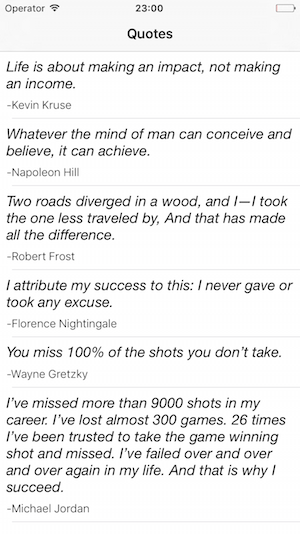 Operator 23:00
Quotes
Life is about making an impact, not making
an income.
-Kevin Kruse
Whatever the mind of man can conceive and
believe, it can achieve.
-Napoleon Hill
Two roads diverged in a wood, and I—I took
the one less traveled by, And that has made
all the difference.
-Robert Frost
I attribute my success to this: I never gave or
took any excuse.
-Florence Nightingale
You miss 100% of the shots you don’t take.
-Wayne Gretzky
I’ve missed more than 9000 shots in my
career. I’ve lost almost 300 games. 26 times
I’ve been trusted to take the game winning
shot and missed. I’ve failed over and over
and over again in my life. And that is why I
succeed.
-Michael Jordan